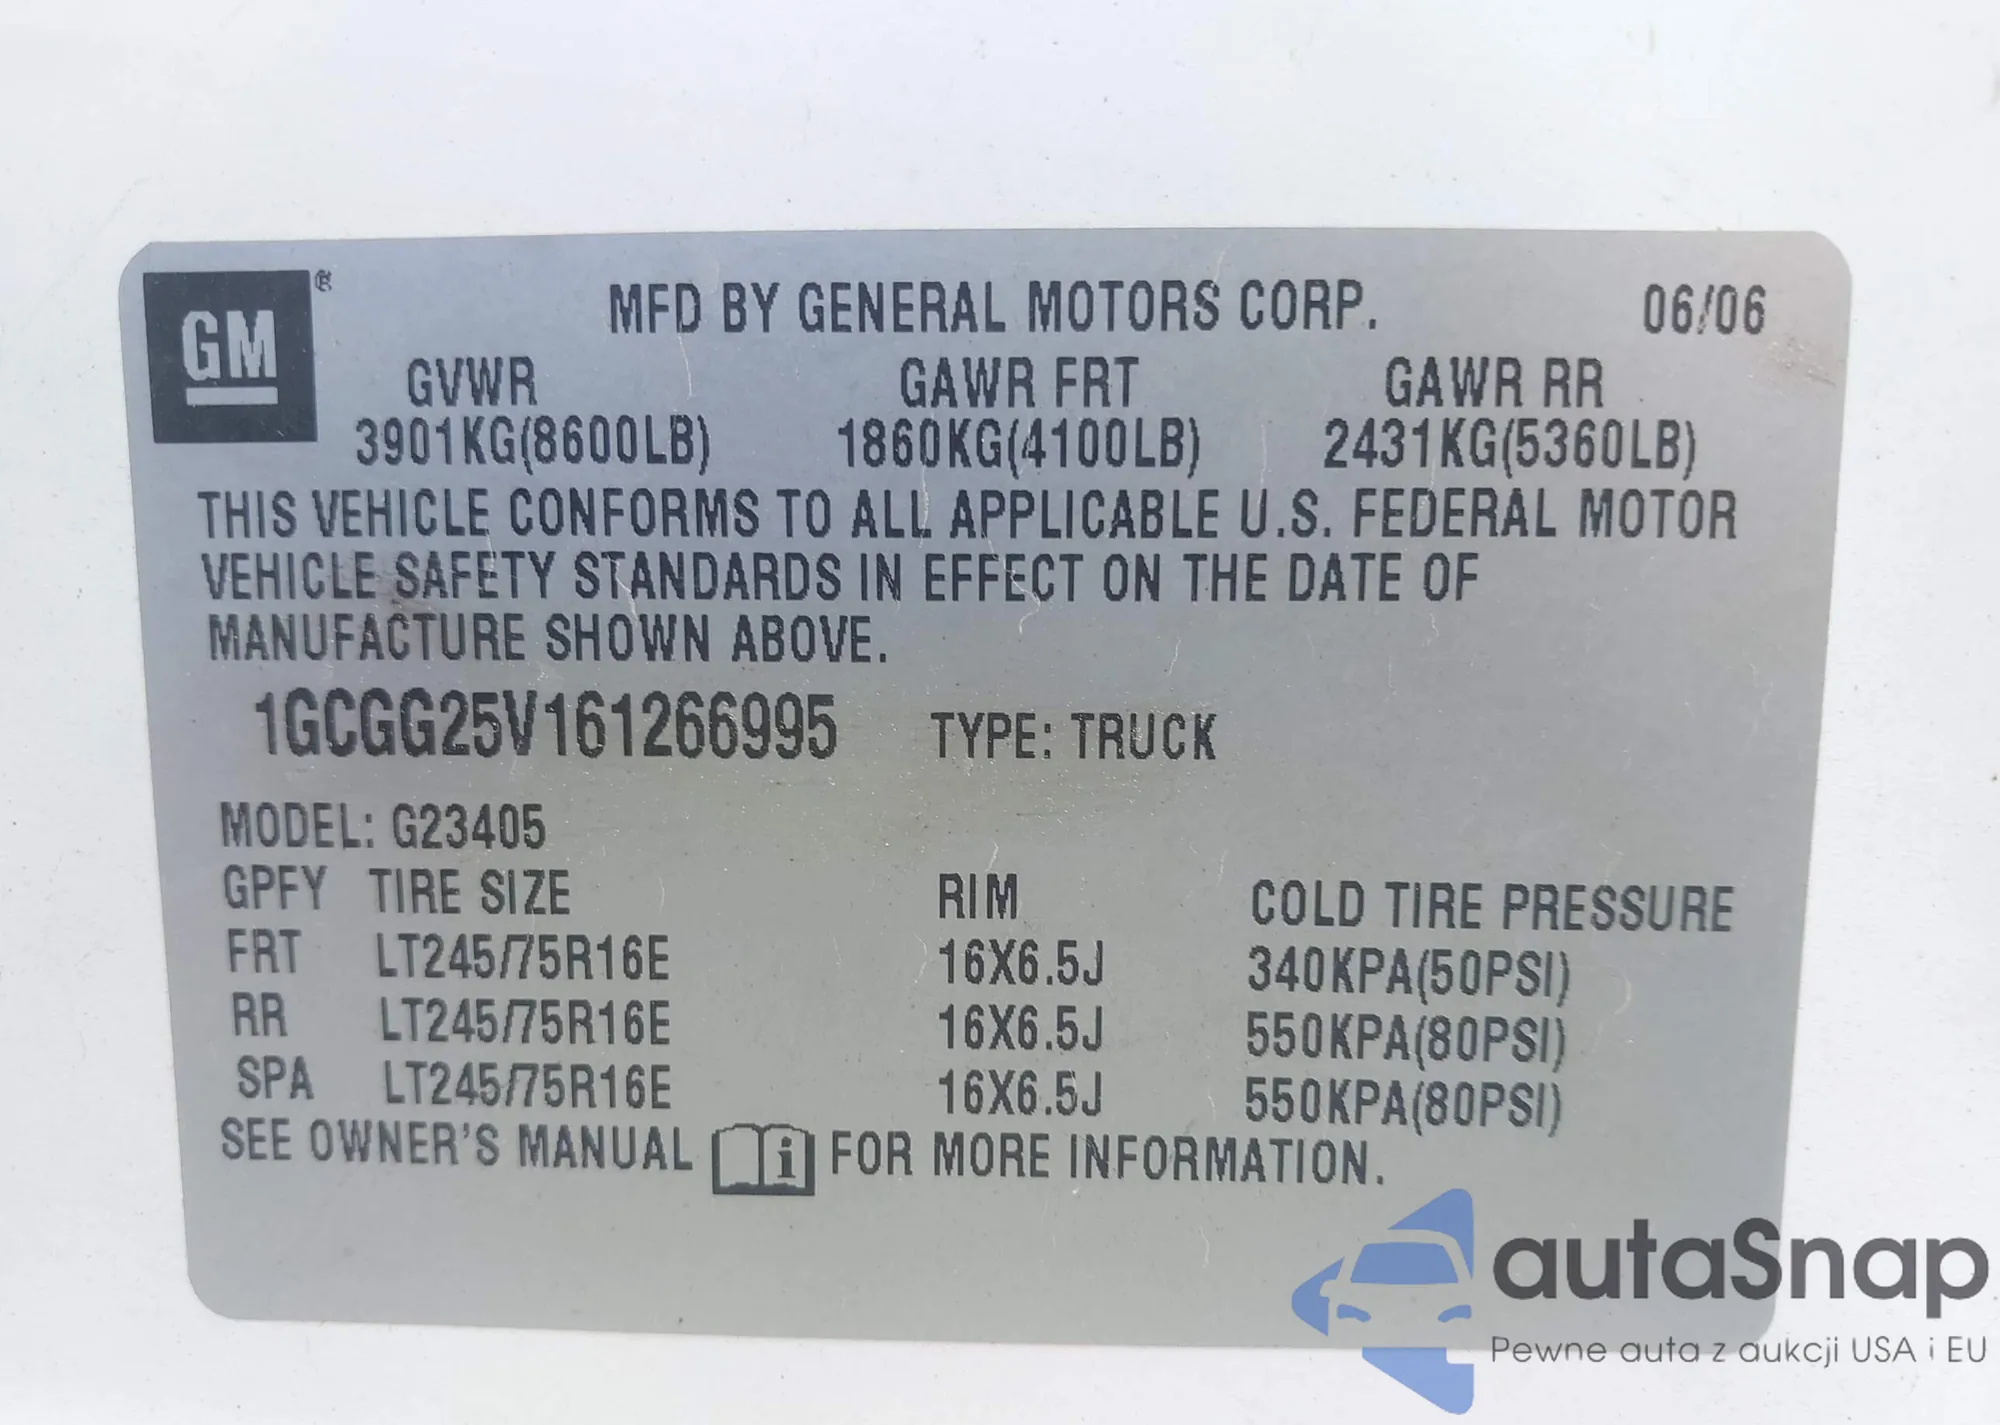 GM ®
MFD BY GENERAL MOTORS CORP. 06/06
GVWR GAWR FRT GAWR RR
3901KG(8600LB) 1860KG(4100LB) 2431KG(5360LB)
THIS VEHICLE CONFORMS TO ALL APPLICABLE U.S. FEDERAL MOTOR
VEHICLE SAFETY STANDARDS IN EFFECT ON THE DATE OF
MANUFACTURE SHOWN ABOVE.
1GCGG25V161266995 TYPE: TRUCK
MODEL: G23405
GPFY TIRE SIZE RIM COLD TIRE PRESSURE
FRT LT245/75R16E 16X6.5J 340KPA(50PSI)
RR LT245/75R16E 16X6.5J 550KPA(80PSI)
SPA LT245/75R16E 16X6.5J 550KPA(80PSI)
SEE OWNER'S MANUAL i FOR MORE INFORMATION.
autaSnap
Pewne auta z aukcji USA i EU